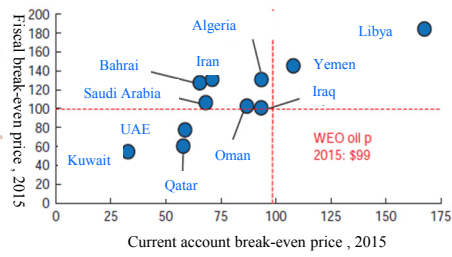 Fiscal break-even price , 2015
200
180
160
140
120
100
80
60
40
20
0
0 25 50 75 100 125 150 175
Algeria
Libya
Bahrai
Iran
Yemen
Saudi Arabia
Iraq
UAE
Oman
WEO oil p
2015: $99
Kuwait
Qatar
Current account break-even price , 2015